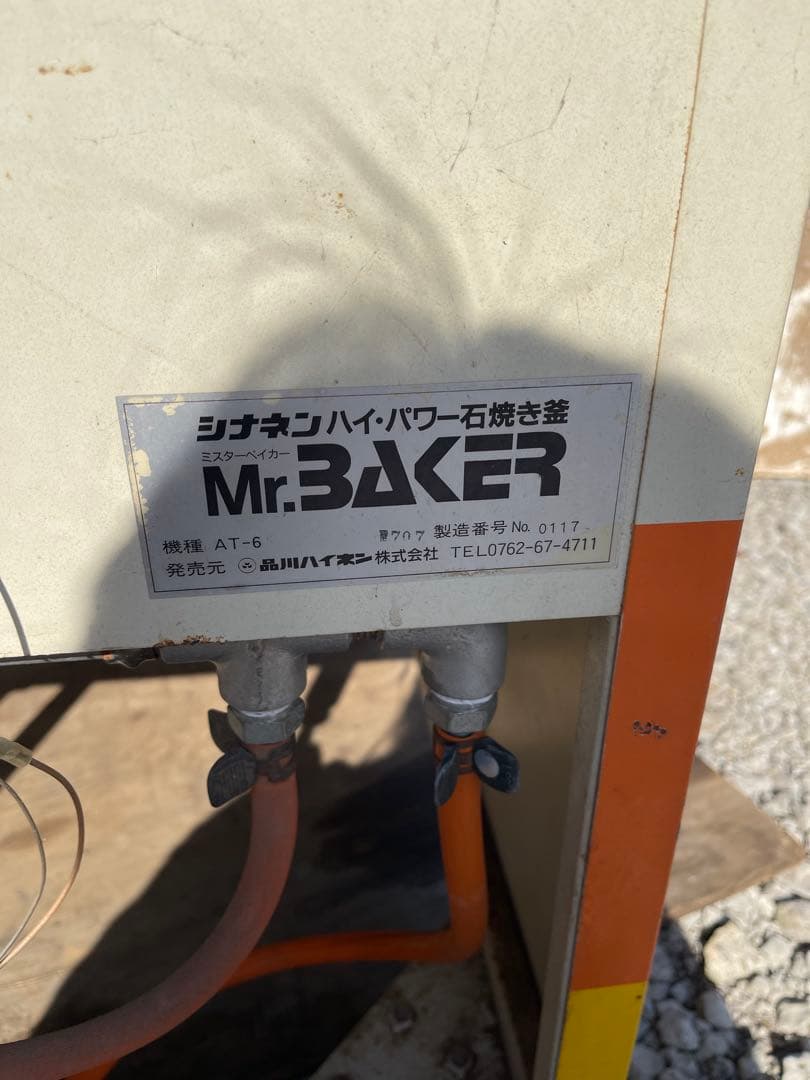 シナネン ハイ・パワー石焼き釜
ミスターベイカー
Mr.BAKER
機種 AT-6 製造番号 No. 0117
発売元 品川ハイネン株式会社 TEL0762-67-4711